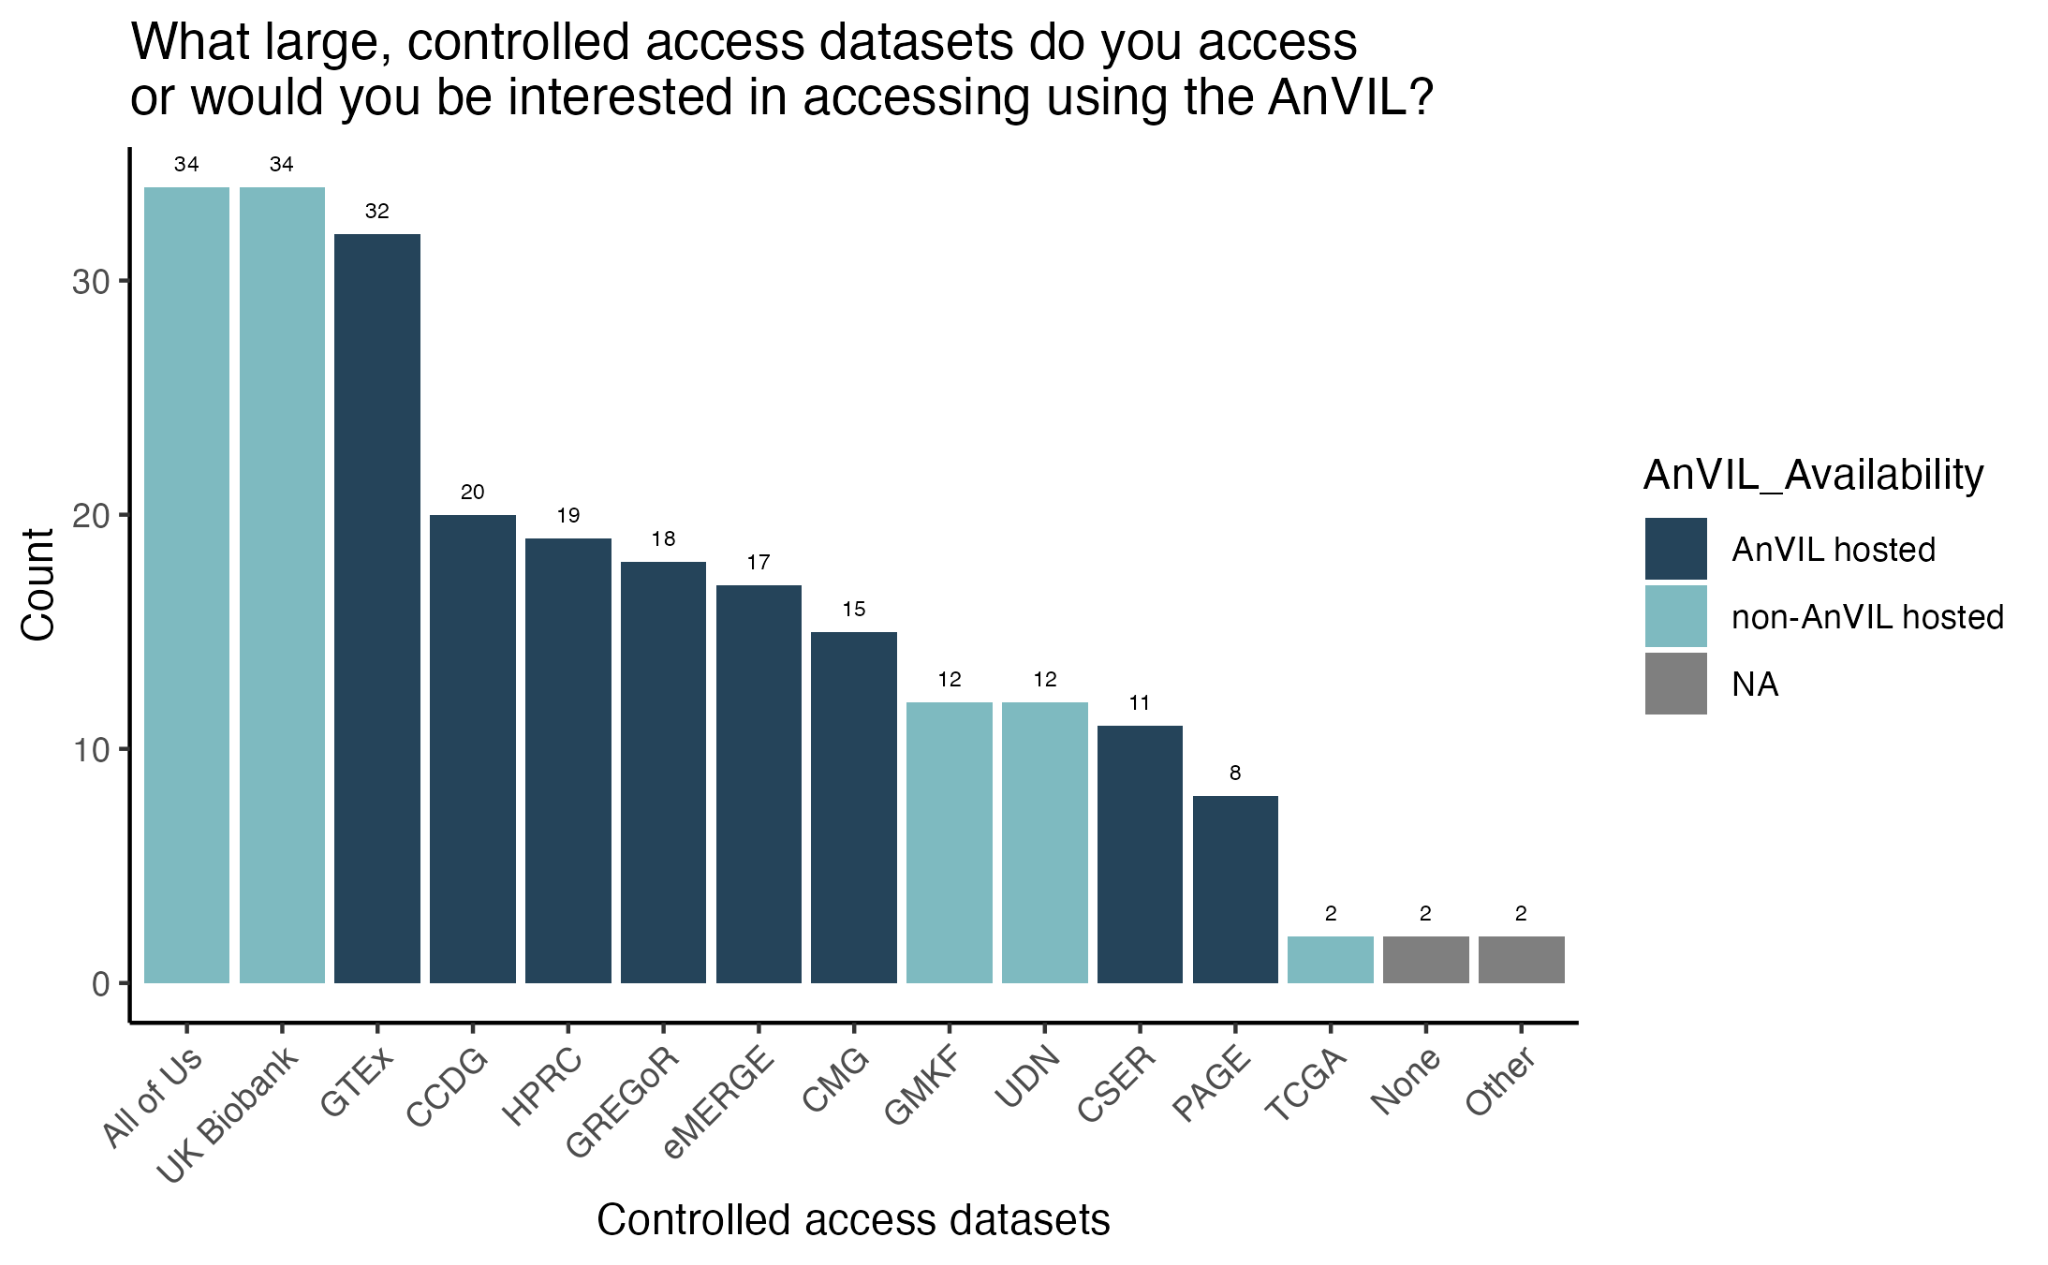 What large, controlled access datasets do you access
or would you be interested in accessing using the AnVIL?
34
34
32
20
19
18
17
15
12
12
11
8
2
2
2
30
20
10
0
Count
All of Us
UK Biobank
GTEx
CCDG
HPRC
GREGoR
eMERGE
CMG
GMKF
UDN
CSER
PAGE
TCGA
None
Other
Controlled access datasets
AnVIL_Availability
AnVIL hosted
non-AnVIL hosted
NA